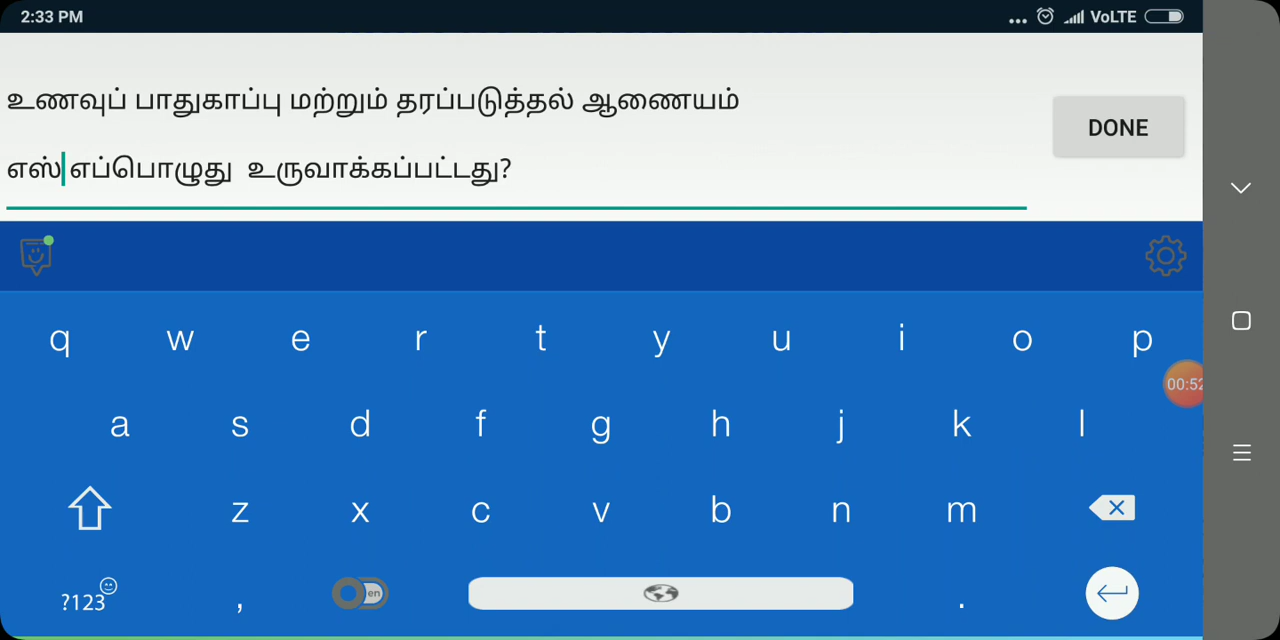 2:33 PM
VoLTE
உணவுப் பாதுகாப்பு மற்றும் தரப்படுத்தல் ஆணையம்
எஸ் எப்பொழுது உருவாக்கப்பட்டது?
DONE
q w e r t y u i o p
00:52
a s d f g h j k l
z x c v b n m
?123 , en .